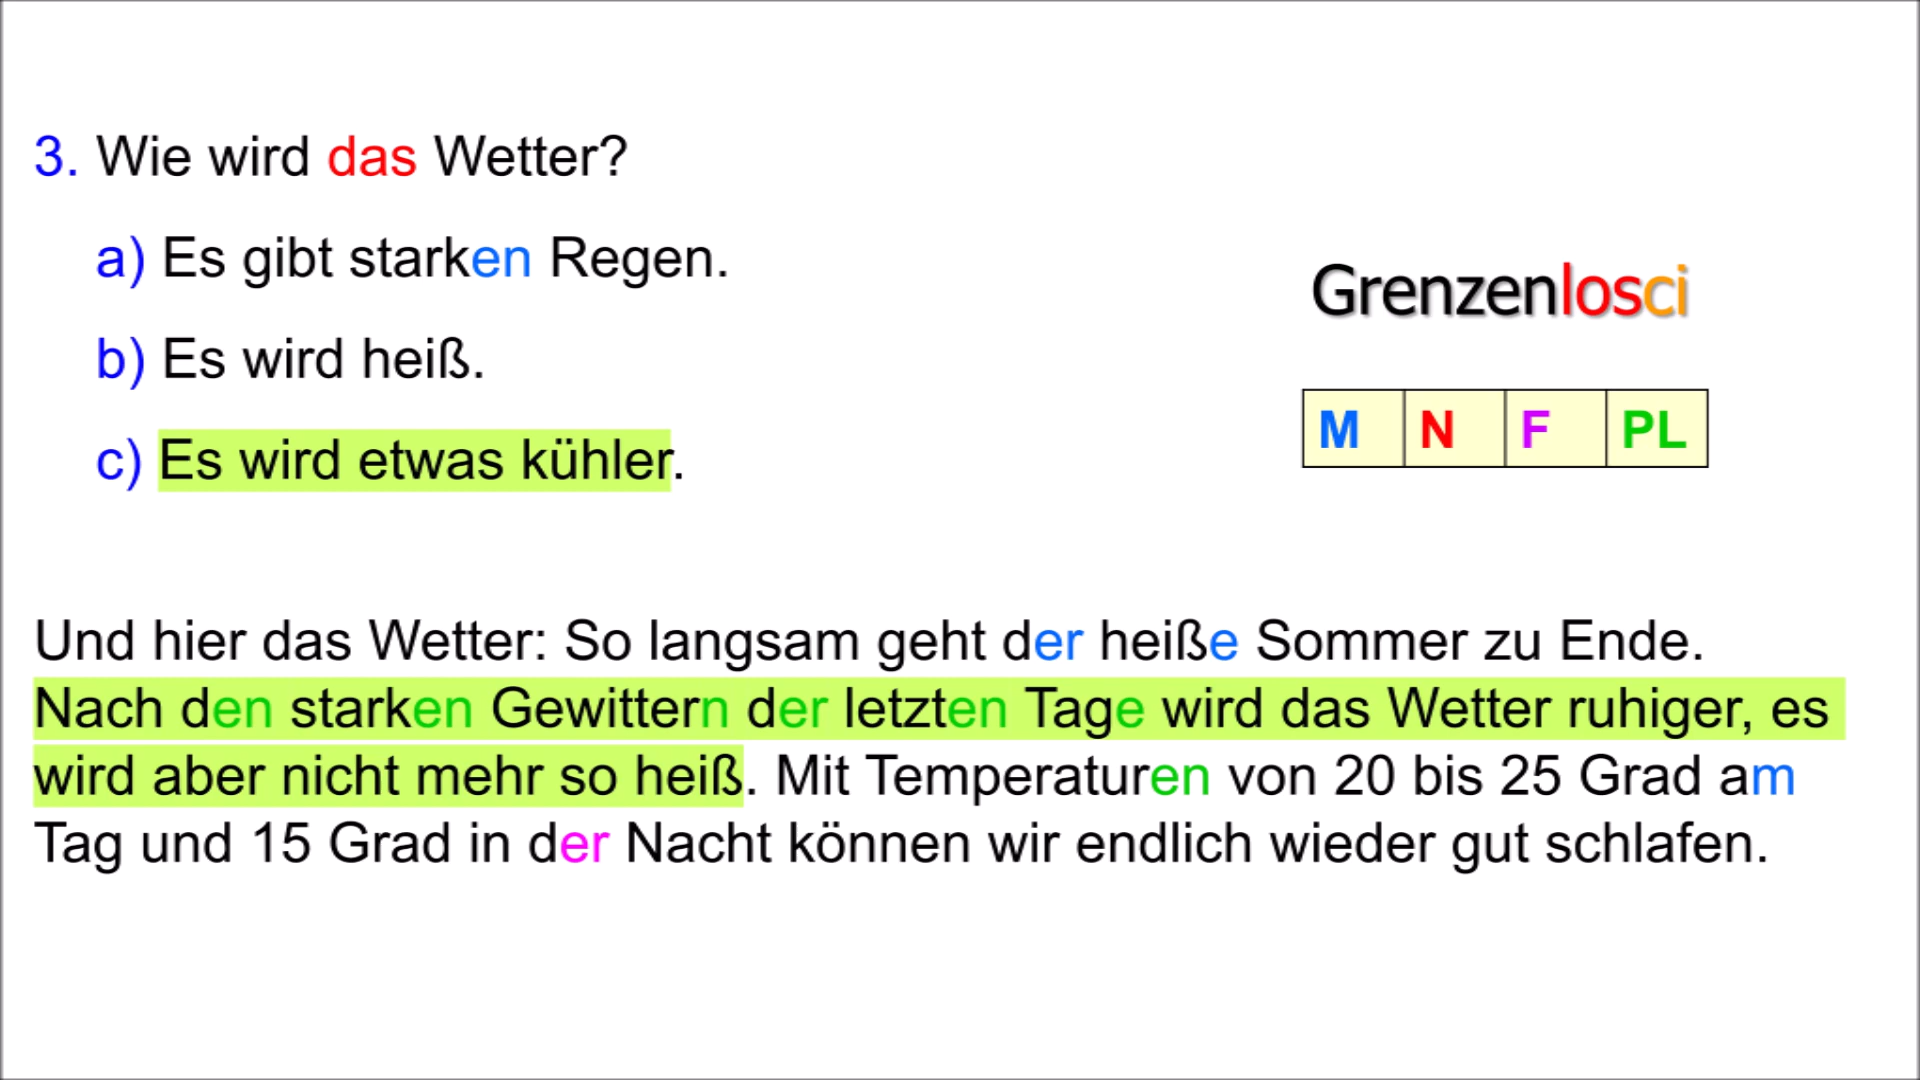 3. Wie wird das Wetter?
a) Es gibt starken Regen.
b) Es wird heiß.
c) Es wird etwas kühler.
Grenzenlosci
M N F PL
Und hier das Wetter: So langsam geht der heiße Sommer zu Ende.
Nach den starken Gewittern der letzten Tage wird das Wetter ruhiger, es
wird aber nicht mehr so heiß. Mit Temperaturen von 20 bis 25 Grad am
Tag und 15 Grad in der Nacht können wir endlich wieder gut schlafen.